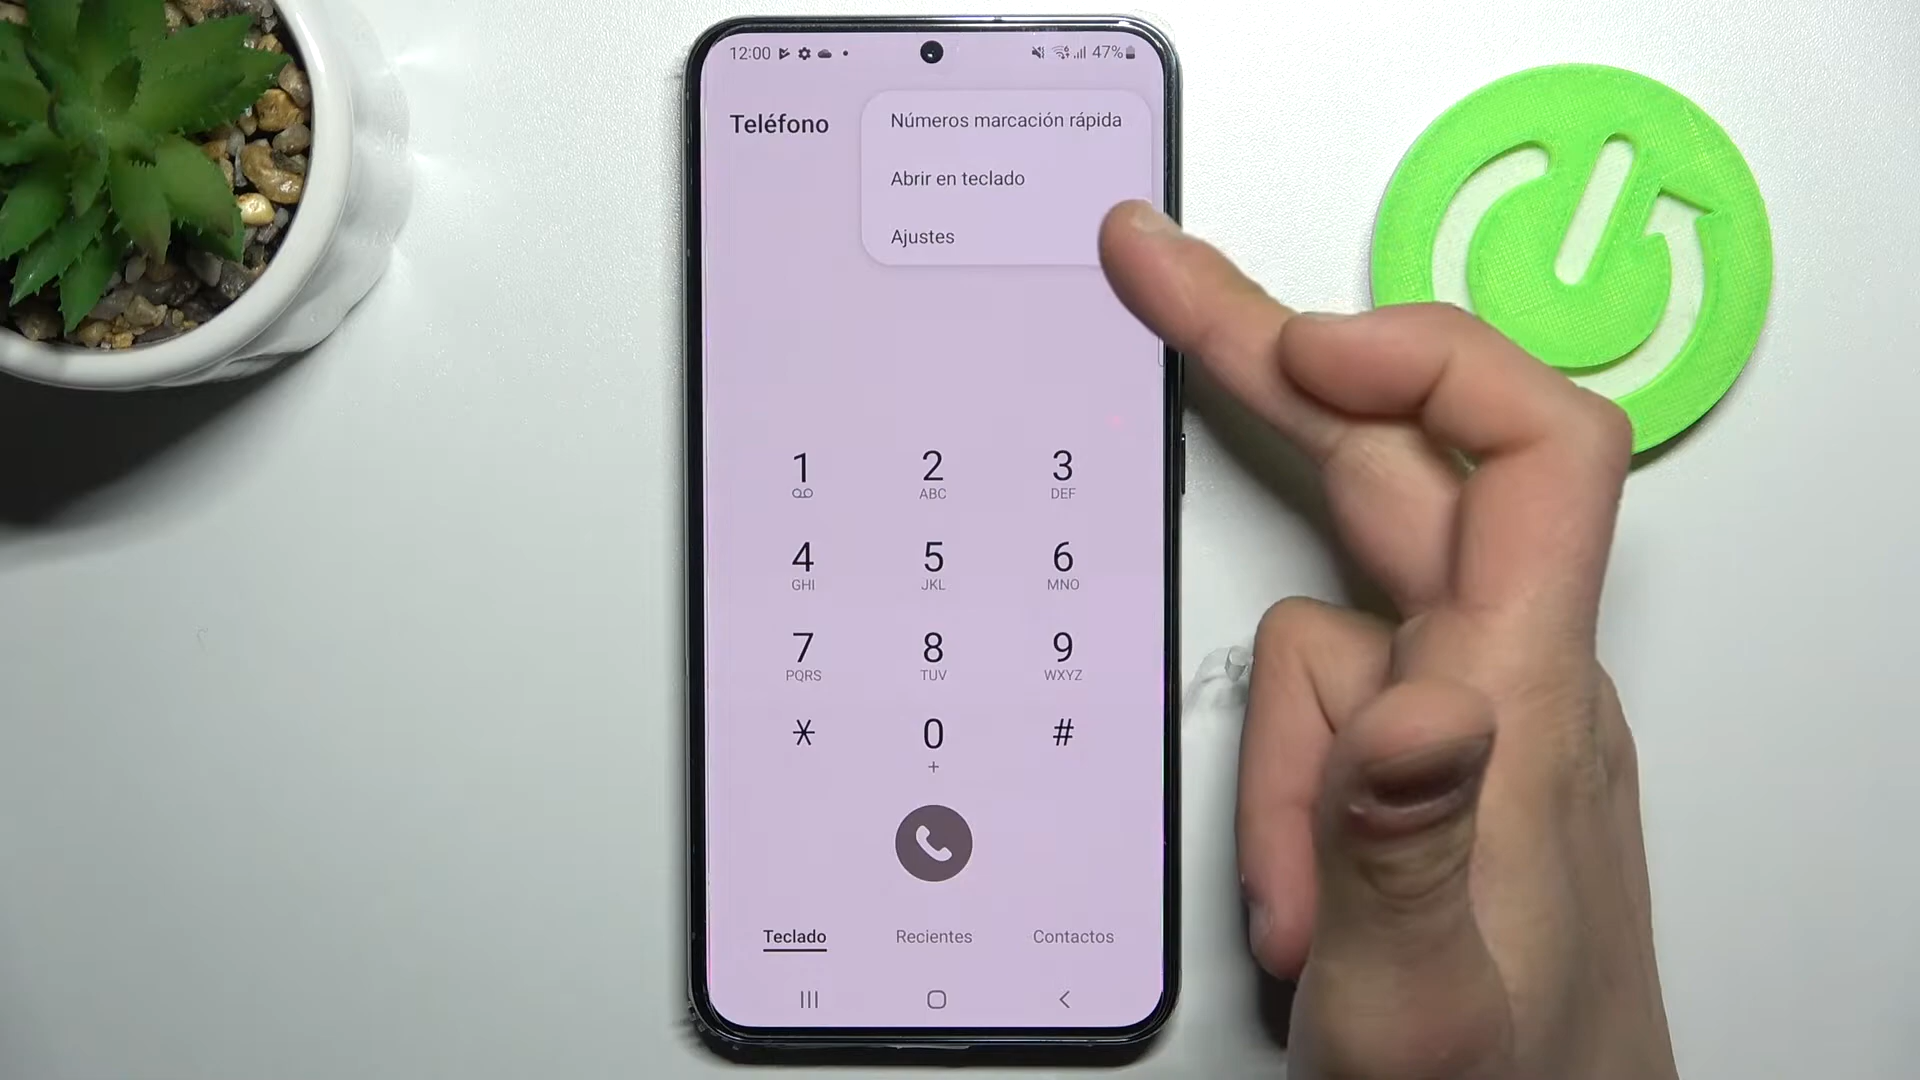 12:00
47%
Teléfono
Números marcación rápida
Abrir en teclado
Ajustes
1 2 3
ABC DEF
4 5 6
GHI JKL MNO
7 8 9
PQRS TUV WXYZ
* 0 #
+
Teclado Recientes Contactos